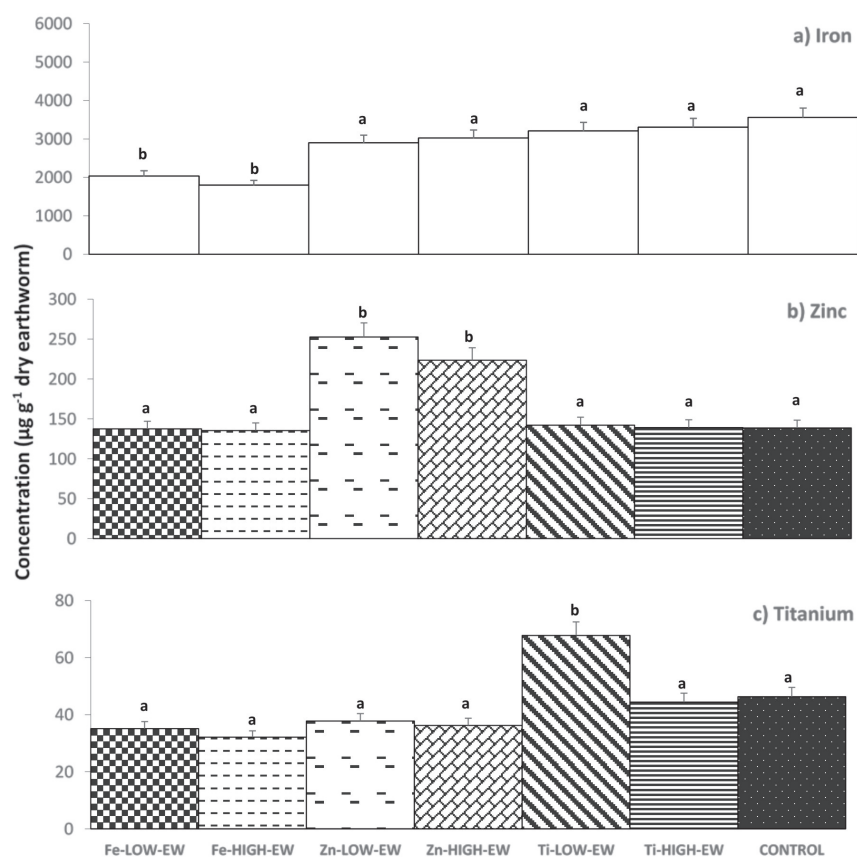 Concentration (µg g-1 dry earthworm)
a) Iron
6000
5000
4000
3000
2000
1000
0
b
b
a
a
a
a
a
b) Zinc
300
250
200
150
100
50
0
a
a
b
b
a
a
a
c) Titanium
80
60
40
20
0
a
a
a
a
b
a
a
Fe-LOW-EW Fe-HIGH-EW Zn-LOW-EW Zn-HIGH-EW Ti-LOW-EW Ti-HIGH-EW CONTROL